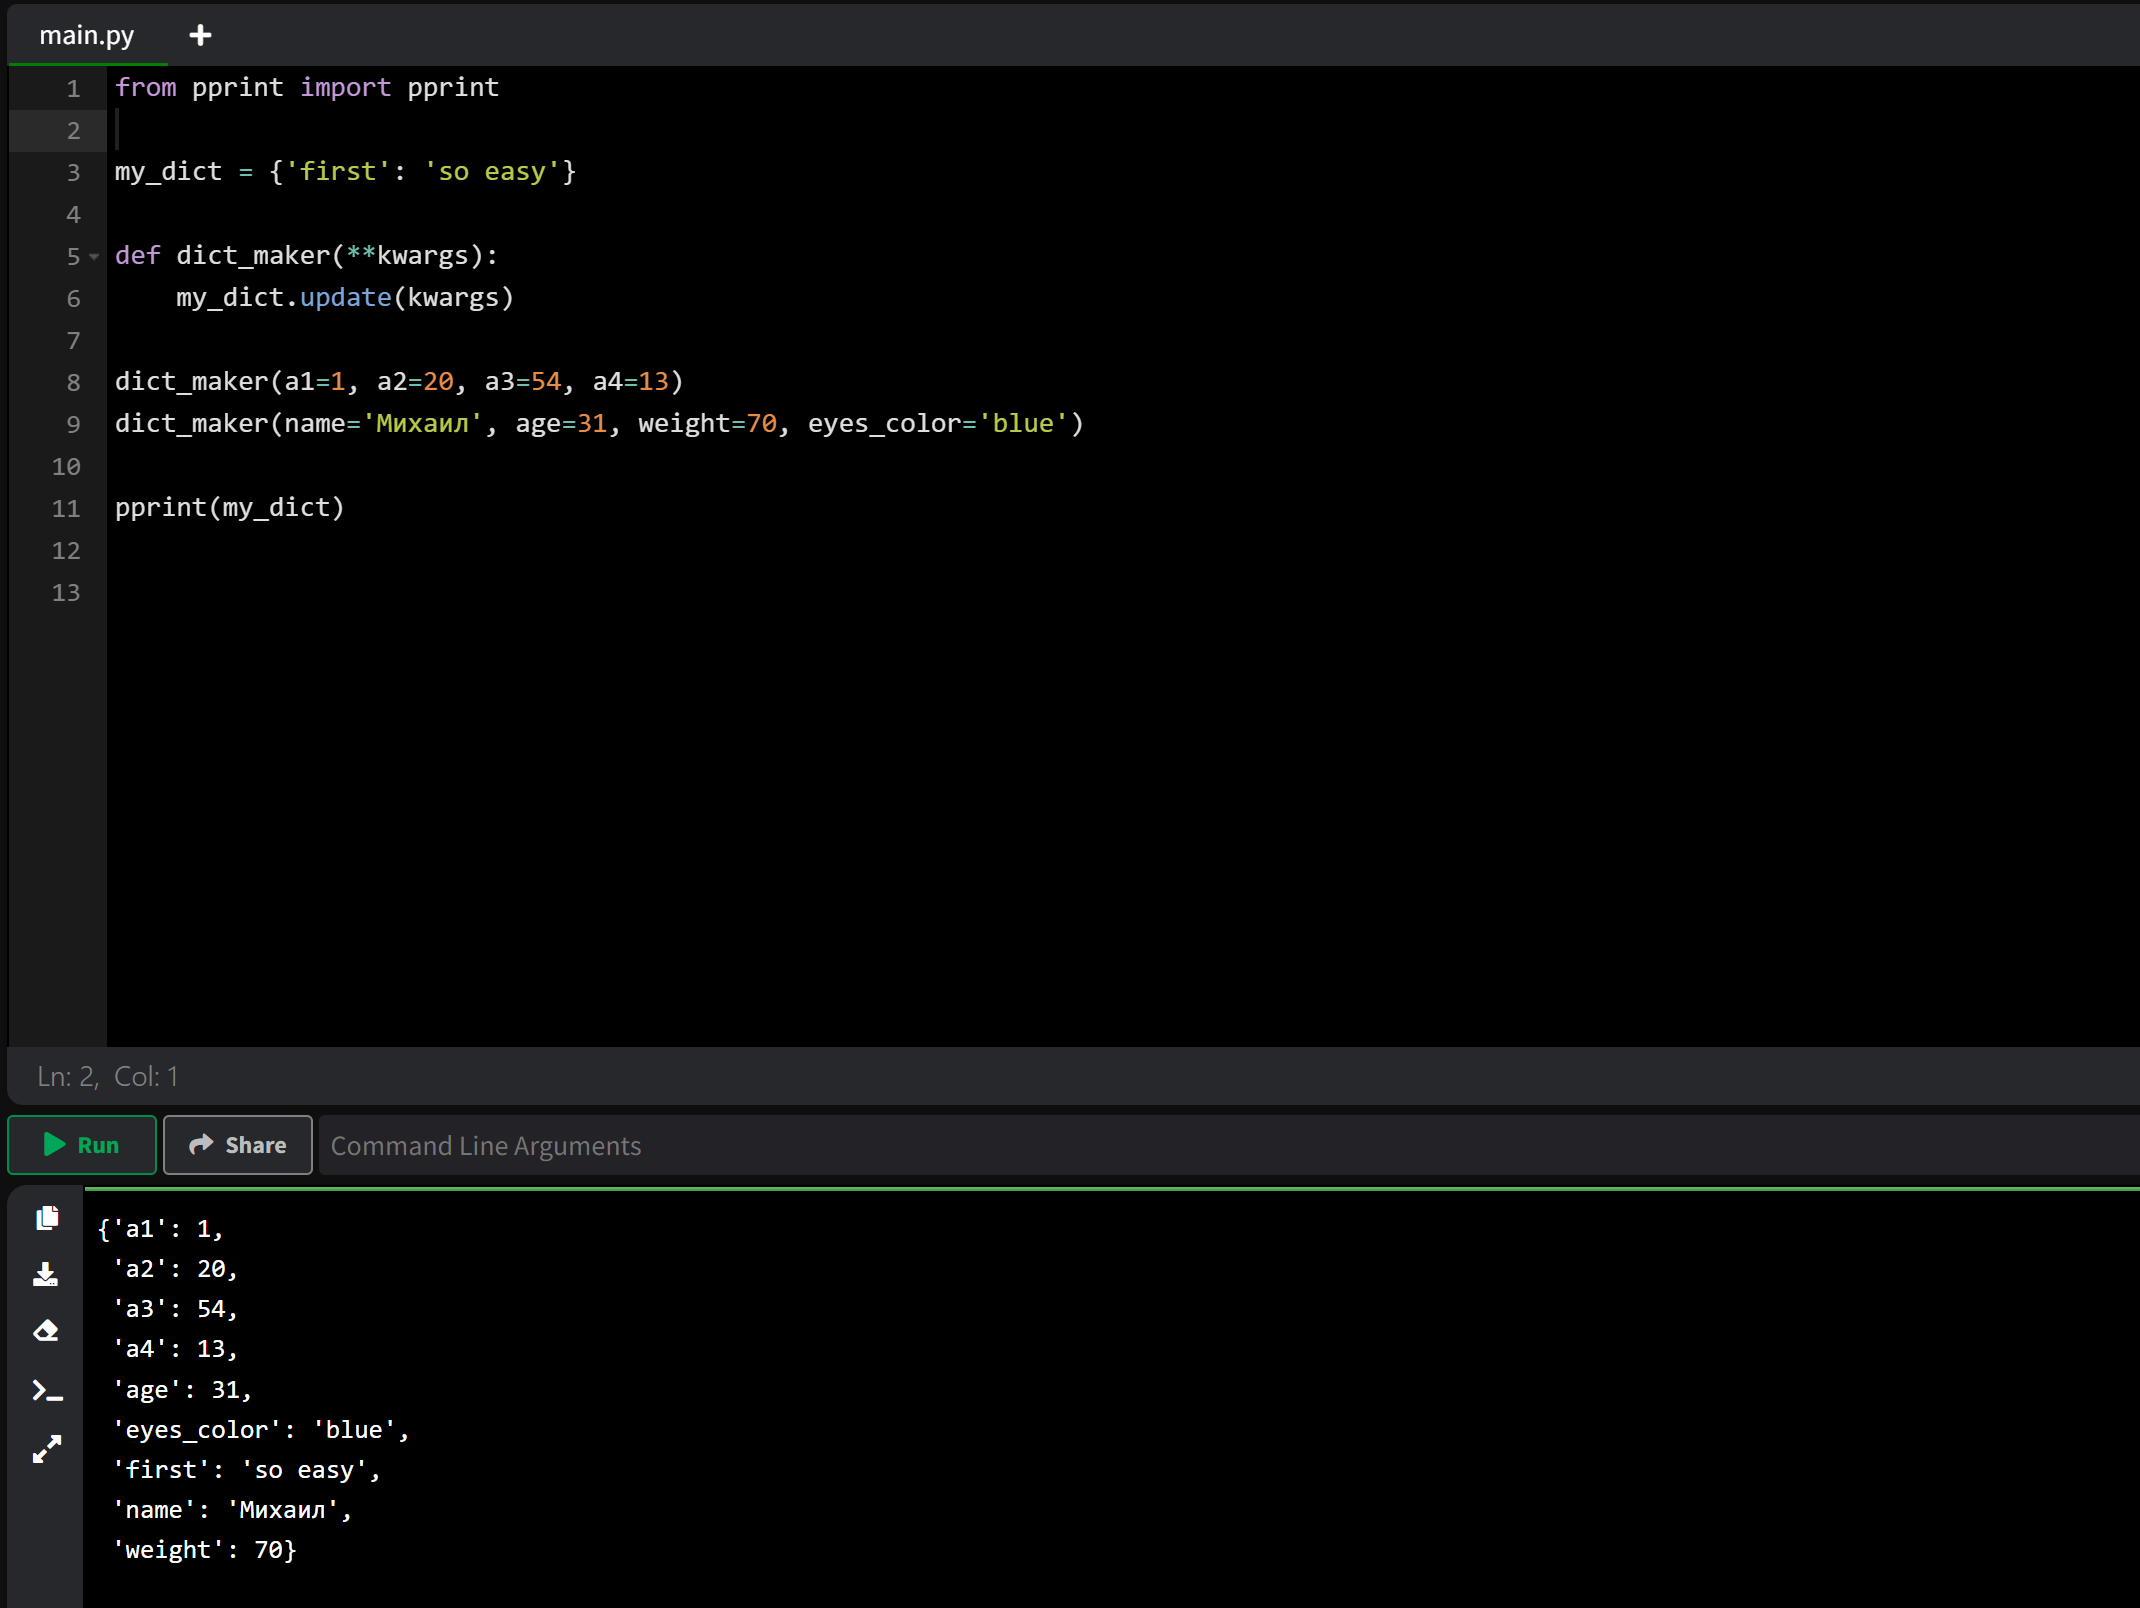 main.py +
1 from pprint import pprint
2
3 my_dict = {'first': 'so easy'}
4
5 def dict_maker(**kwargs):
6     my_dict.update(kwargs)
7
8 dict_maker(a1=1, a2=20, a3=54, a4=13)
9 dict_maker(name='Михаил', age=31, weight=70, eyes_color='blue')
10
11 pprint(my_dict)
12
13
Ln: 2, Col: 1
Run Share Command Line Arguments
{'a1': 1,
 'a2': 20,
 'a3': 54,
 'a4': 13,
 'age': 31,
 'eyes_color': 'blue',
 'first': 'so easy',
 'name': 'Михаил',
 'weight': 70}